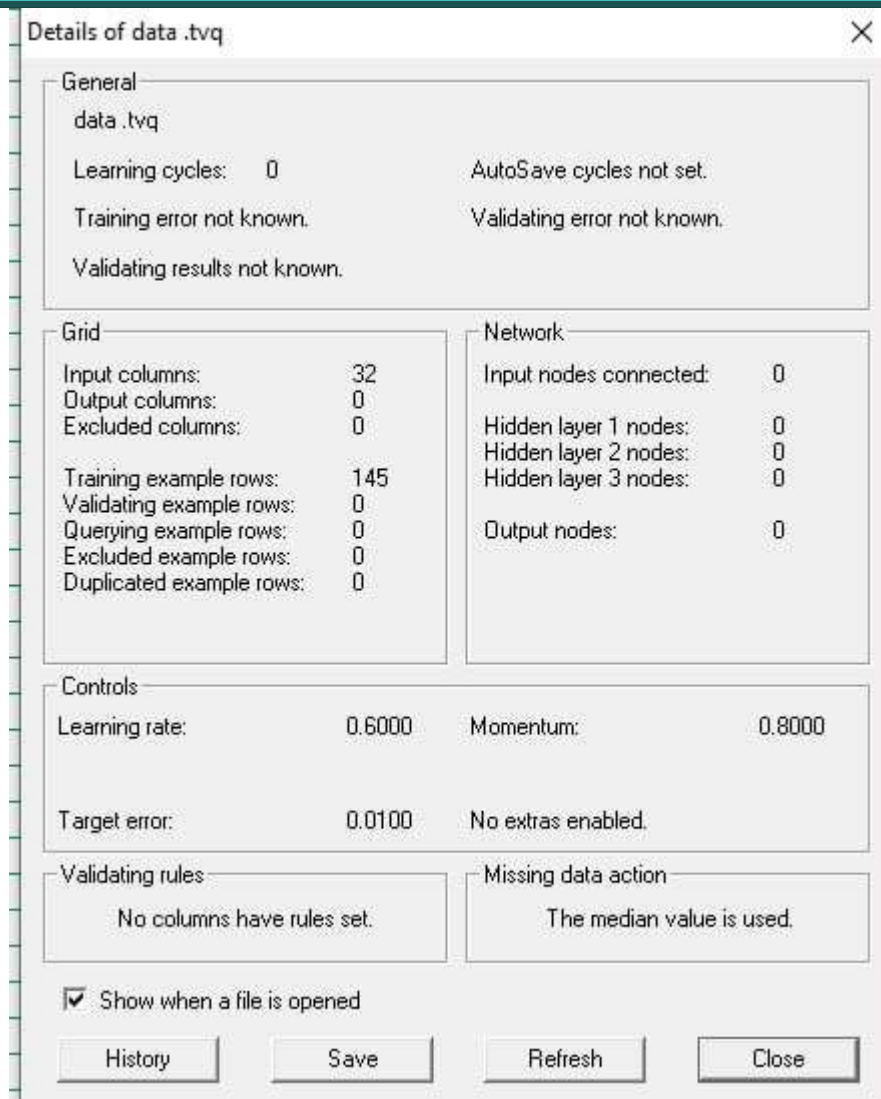 Details of data .tvq
General
data .tvq
Learning cycles: 0 AutoSave cycles not set.
Training error not known. Validating error not known.
Validating results not known.
Grid
Input columns: 32
Output columns: 0
Excluded columns: 0
Training example rows: 145
Validating example rows: 0
Querying example rows: 0
Excluded example rows: 0
Duplicated example rows: 0
Network
Input nodes connected: 0
Hidden layer 1 nodes: 0
Hidden layer 2 nodes: 0
Hidden layer 3 nodes: 0
Output nodes: 0
Controls
Learning rate: 0.6000 Momentum: 0.8000
Target error: 0.0100 No extras enabled.
Validating rules
No columns have rules set.
Missing data action
The median value is used.
Show when a file is opened
History Save Refresh Close